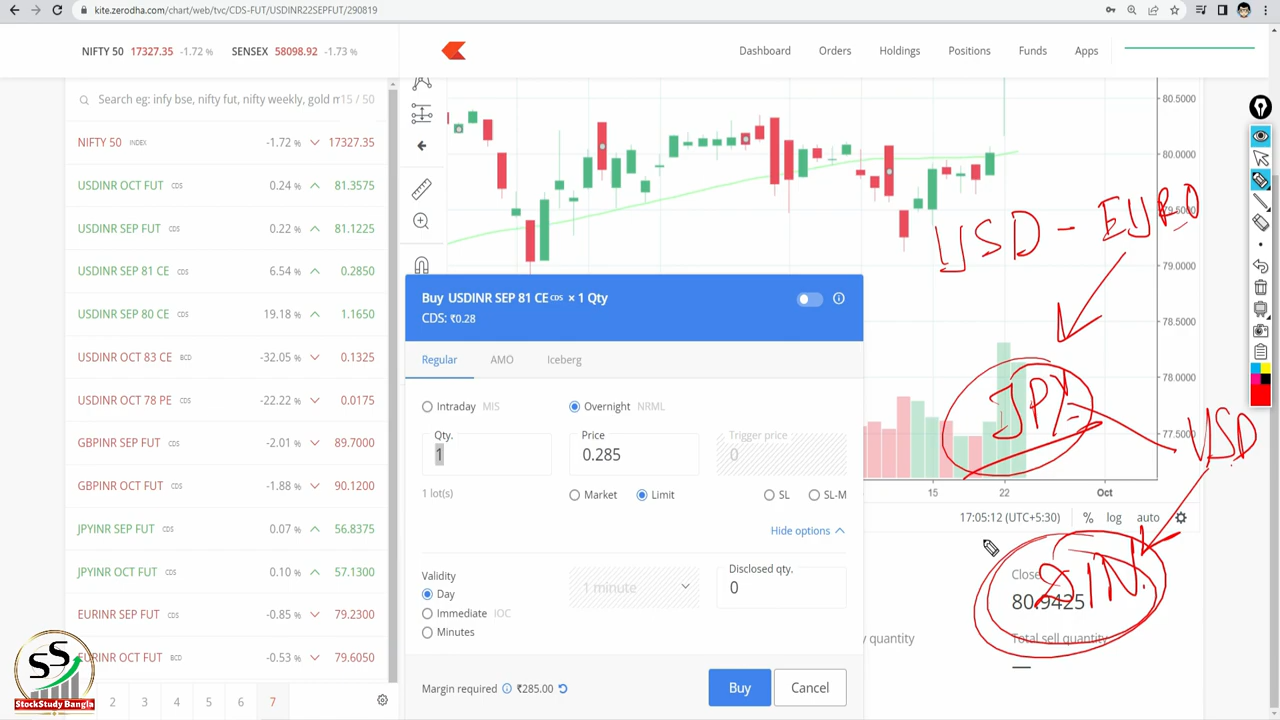 kite.zerodha.com/chart/web/tvc/CDS-FUT/USDINR22SEPFUT/290819
NIFTY 50 17327.35 -1.72 % SENSEX 58098.92 -1.73 %
Dashboard Orders Holdings Positions Funds Apps
Search eg: infy bse, nifty fut, nifty weekly, gold m 15 / 50
NIFTY 50 INDEX -1.72 % 17327.35
USDINR OCT FUT CDS 0.24 % 81.3575
USDINR SEP FUT CDS 0.22 % 81.1225
USDINR SEP 81 CE CDS 6.54 % 0.2850
USDINR SEP 80 CE CDS 19.18 % 1.1650
USDINR OCT 83 CE BCD -32.05 % 0.1325
USDINR OCT 78 PE BCD -22.22 % 0.0175
GBPINR SEP FUT CDS -2.01 % 89.7000
GBPINR OCT FUT CDS -1.88 % 90.1200
JPYINR SEP FUT CDS 0.07 % 56.8375
JPYINR OCT FUT CDS 0.10 % 57.1300
EURINR SEP FUT CDS -0.85 % 79.2300
EURINR OCT FUT BCD -0.53 % 79.6050
2 3 4 5 6 7
SS
StockStudy Bangla
80.5000
80.0000
79.5000
79.0000
78.5000
78.0000
77.5000
15 22 Oct
USD - EURO
JPY
USD
17:05:12 (UTC+5:30) % log auto
Close
80.9425
Total sell quantity
y quantity
Buy USDINR SEP 81 CE CDS × 1 Qty
CDS: ₹0.28
Regular AMO Iceberg
Intraday MIS Overnight NRML
Qty. Price Trigger price
1 0.285 0
1 lot(s) Market Limit SL SL-M
Hide options
Validity Disclosed qty.
Day 1 minute 0
Immediate IOC
Minutes
Margin required ₹285.00 Buy Cancel